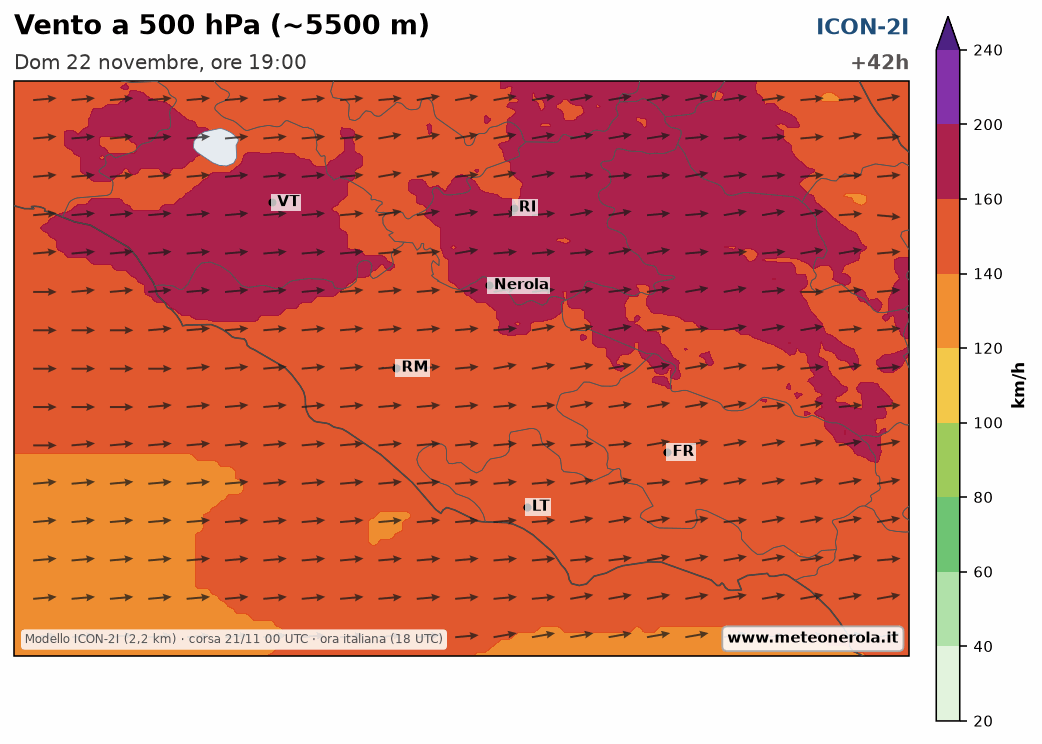 Vento a 500 hPa (~5500 m)
ICON-2I
Dom 22 novembre, ore 19:00
+42h
VT
RI
Nerola
RM
FR
LT
Modello ICON-2I (2,2 km) · corsa 21/11 00 UTC · ora italiana (18 UTC)
www.meteonerola.it
240
200
160
140
120
100
80
60
40
20
km/h